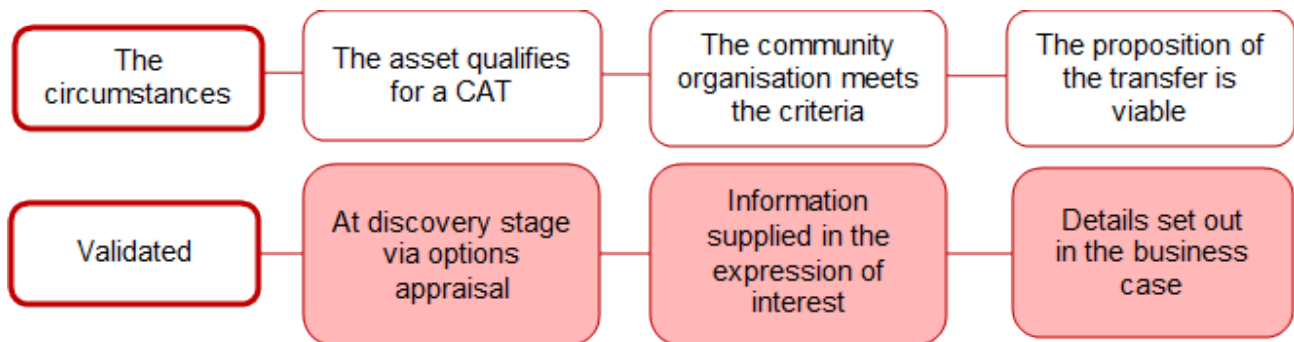 The
circumstances
The asset qualifies
for a CAT
The community
organisation meets
the criteria
The proposition of
the transfer is
viable
Validated
At discovery stage
via options
appraisal
Information
supplied in the
expression of
interest
Details set out
in the business
case